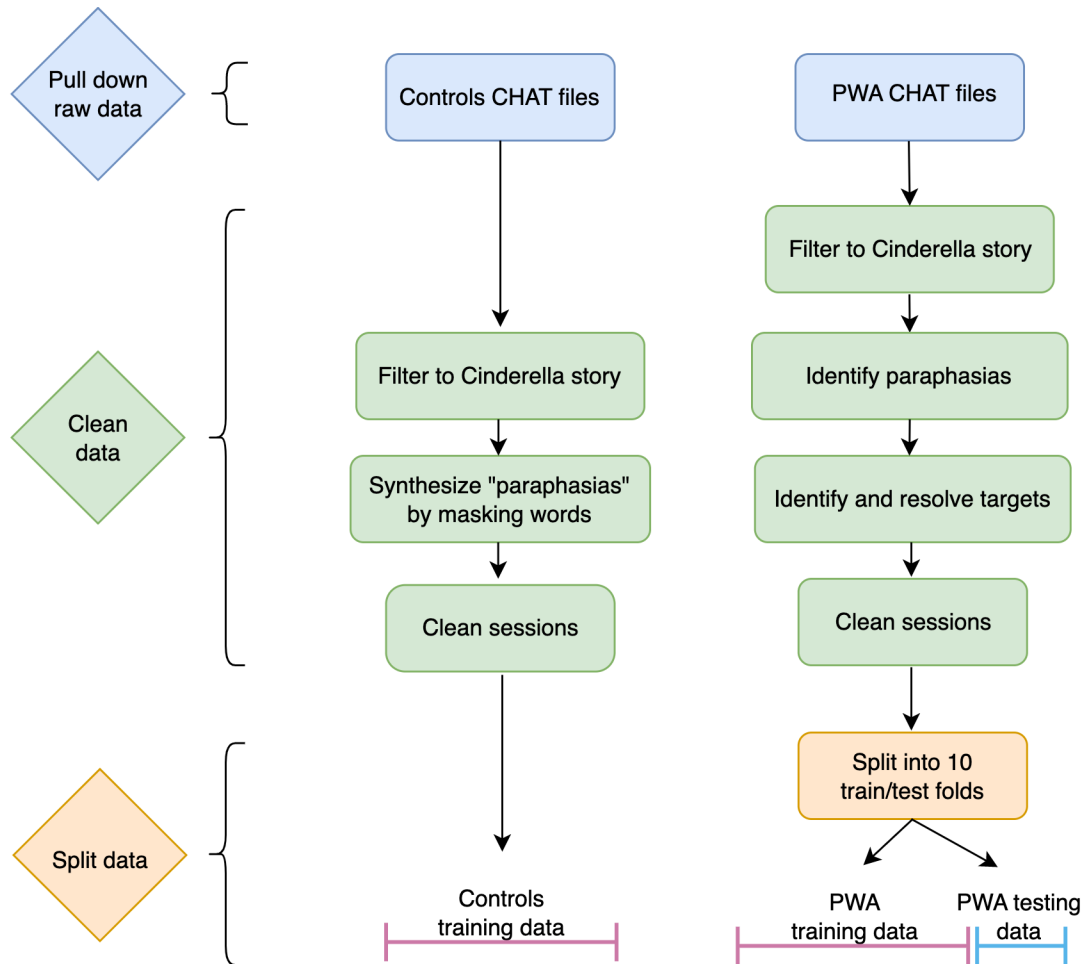 Pull down
raw data
Controls CHAT files
PWA CHAT files
Clean
data
Filter to Cinderella story
Synthesize "paraphasias"
by masking words
Clean sessions
Filter to Cinderella story
Identify paraphasias
Identify and resolve targets
Clean sessions
Split data
Split into 10
train/test folds
Controls
training data
PWA
training data
PWA testing
data